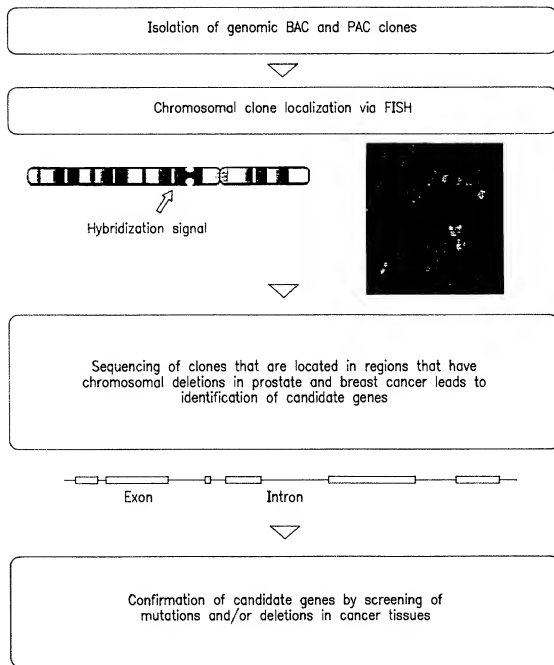 Isolation of genomic BAC and PAC clones
Chromosomal clone localization via FISH
Hybridization signal
Sequencing of clones that are located in regions that have
chromosomal deletions in prostate and breast cancer leads to
identification of candidate genes
Exon
Intron
Confirmation of candidate genes by screening of
mutations and/or deletions in cancer tissues